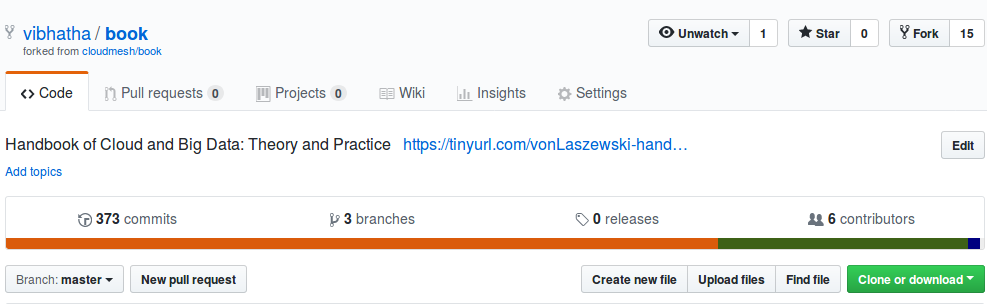 vibhatha / book
forked from cloudmesh/book
Unwatch 1 Star 0 Fork 15
Code Pull requests 0 Projects 0 Wiki Insights Settings
Handbook of Cloud and Big Data: Theory and Practice https://tinyurl.com/vonLaszewski-hand… Edit
Add topics
373 commits 3 branches 0 releases 6 contributors
Branch: master New pull request Create new file Upload files Find file Clone or download